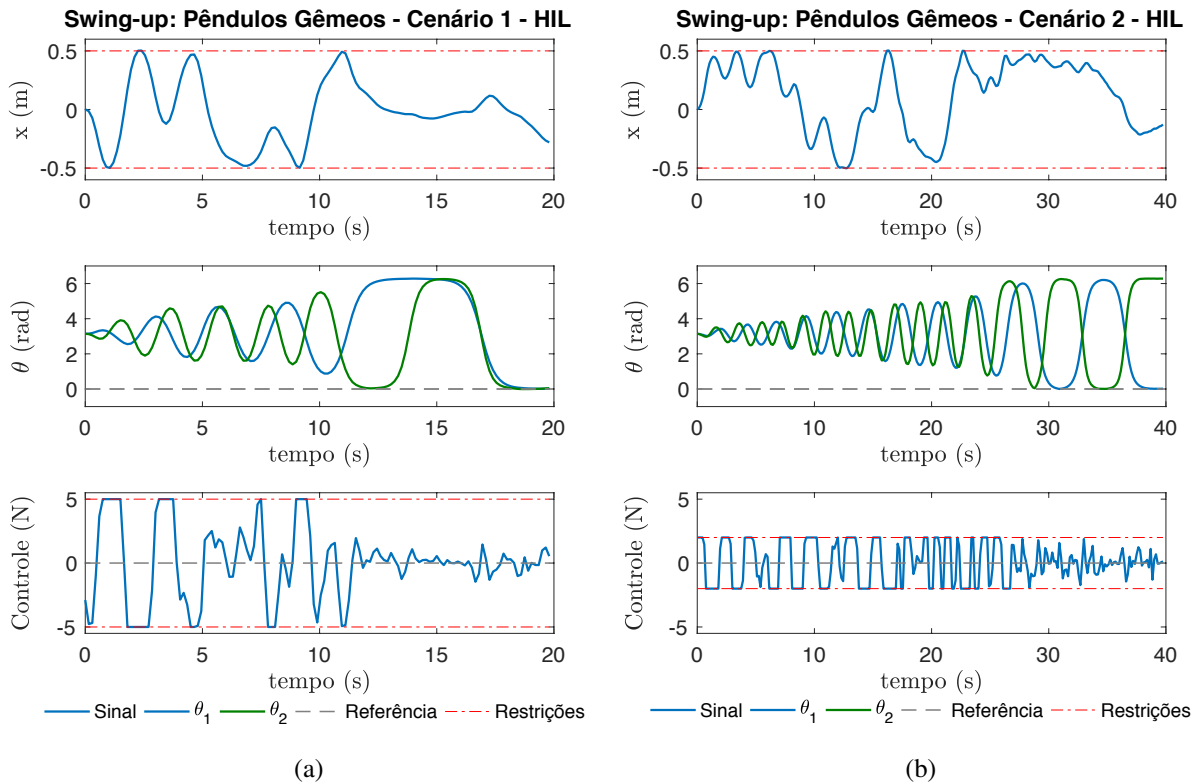 Swing-up: Pêndulos Gêmeos - Cenário 1 - HIL
0.5
0
-0.5
x (m)
0 5 10 15 20
tempo (s)
6
4
2
0
θ (rad)
0 5 10 15 20
tempo (s)
5
0
-5
Controle (N)
0 5 10 15 20
tempo (s)
Sinal θ1 θ2 Referência Restrições
(a)
Swing-up: Pêndulos Gêmeos - Cenário 2 - HIL
0.5
0
-0.5
x (m)
0 10 20 30 40
tempo (s)
6
4
2
0
θ (rad)
0 10 20 30 40
tempo (s)
5
0
-5
Controle (N)
0 10 20 30 40
tempo (s)
Sinal θ1 θ2 Referência Restrições
(b)